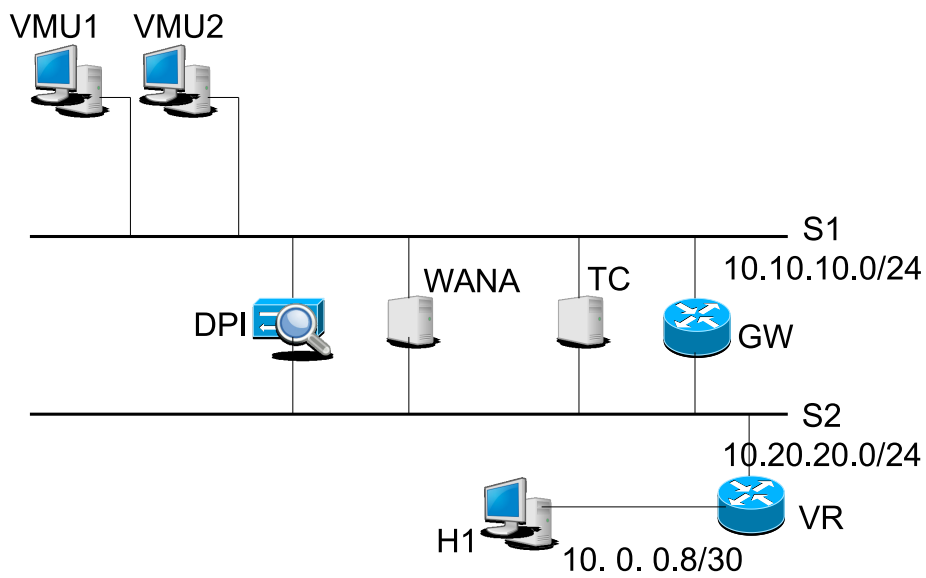 VMU1 VMU2
S1
10.10.10.0/24
WANA TC
DPI
GW
S2
10.20.20.0/24
VR
H1
10. 0. 0.8/30